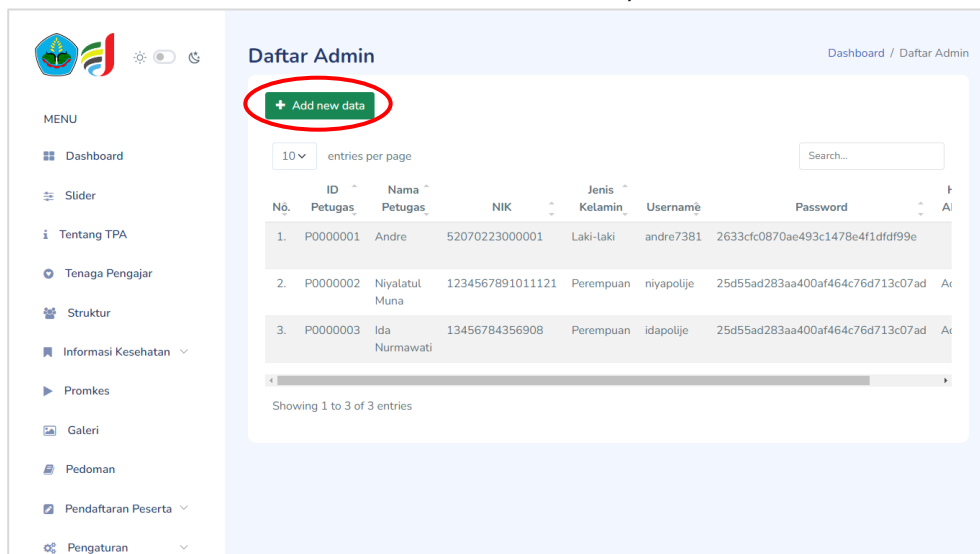 Daftar Admin
Dashboard / Daftar Admin
+ Add new data
MENU
Dashboard
Slider
Tentang TPA
Tenaga Pengajar
Struktur
Informasi Kesehatan
Promkes
Galeri
Pedoman
Pendaftaran Peserta
Pengaturan
10 entries per page
Search...
No. ID Petugas Nama Petugas NIK Jenis Kelamin Username Password
1. P0000001 Andre 52070223000001 Laki-laki andre7381 2633cfc0870ae493c1478e4f1dfdf99e
2. P0000002 Niyalatul Muna 1234567891011121 Perempuan niyapolije 25d55ad283aa400af464c76d713c07ad
3. P0000003 Ida Nurmawati 13456784356908 Perempuan idapolije 25d55ad283aa400af464c76d713c07ad
Showing 1 to 3 of 3 entries